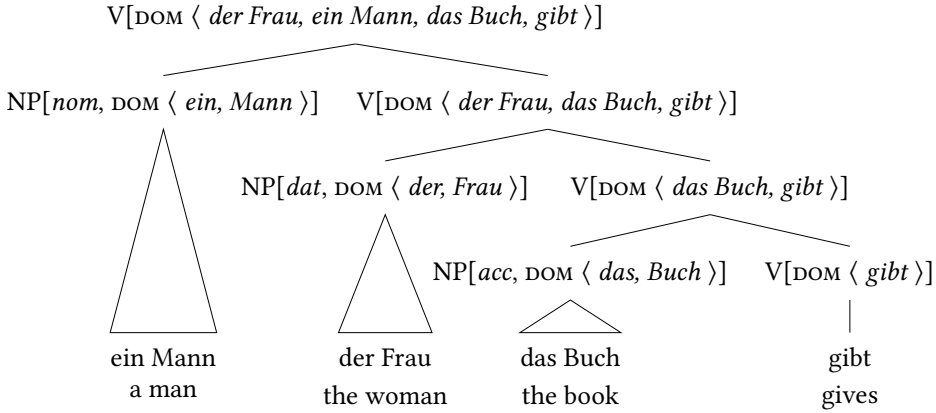 V[DOM ⟨ der Frau, ein Mann, das Buch, gibt ⟩]
NP[nom, DOM ⟨ ein, Mann ⟩] V[DOM ⟨ der Frau, das Buch, gibt ⟩]
NP[dat, DOM ⟨ der, Frau ⟩] V[DOM ⟨ das Buch, gibt ⟩]
NP[acc, DOM ⟨ das, Buch ⟩] V[DOM ⟨ gibt ⟩]
ein Mann der Frau das Buch gibt
a man the woman the book gives